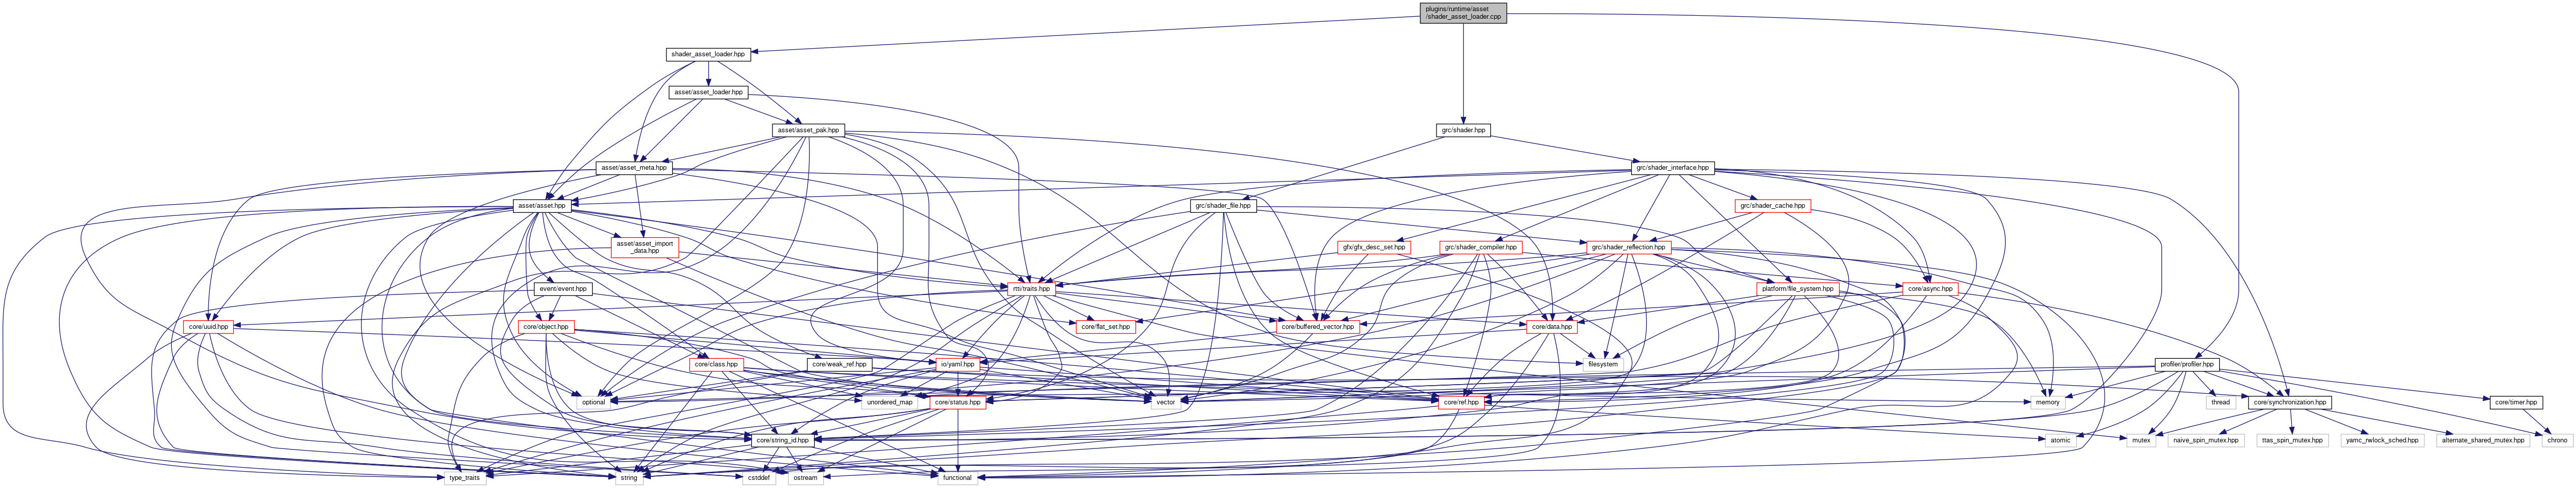 plugins/runtime/asset
/shader_asset_loader.cpp
shader_asset_loader.hpp
asset/asset_loader.hpp
asset/asset_pak.hpp
grc/shader.hpp
asset/asset_meta.hpp
grc/shader_interface.hpp
asset/asset.hpp
grc/shader_file.hpp
grc/shader_cache.hpp
asset/asset_import
_data.hpp
gfx/gfx_desc_set.hpp
grc/shader_compiler.hpp
grc/shader_reflection.hpp
event/event.hpp
rtti/traits.hpp
platform/file_system.hpp
core/async.hpp
core/uuid.hpp
core/object.hpp
core/flat_set.hpp
core/buffered_vector.hpp
core/data.hpp
core/class.hpp
core/weak_ref.hpp
io/yaml.hpp
filesystem
profiler/profiler.hpp
optional
unordered_map
core/status.hpp
vector
core/ref.hpp
memory
thread
core/synchronization.hpp
core/timer.hpp
core/string_id.hpp
atomic
mutex
naive_spin_mutex.hpp
ttas_spin_mutex.hpp
yamc_rwlock_sched.hpp
alternate_shared_mutex.hpp
chrono
type_traits
string
cstddef
ostream
functional